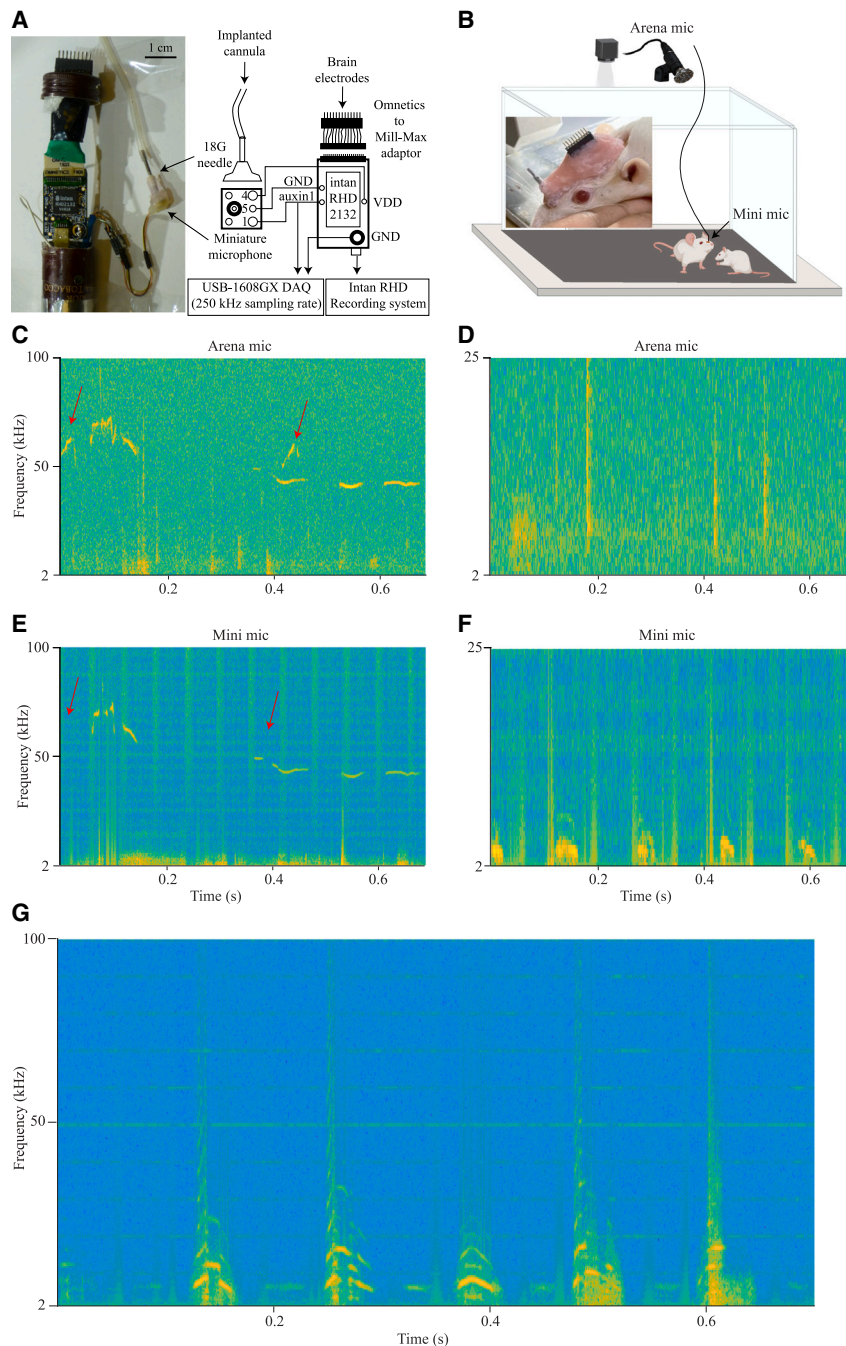 A
1 cm
18G
needle
Implanted
cannula
Brain
electrodes
Omnetics
to
Mill-Max
adaptor
GND
auxin1
4
5
1
intan
RHD
2132
VDD
GND
Miniature
microphone
USB-1608GX DAQ
(250 kHz sampling rate)
Intan RHD
Recording system
B
Arena mic
Mini mic
C
Arena mic
Frequency (kHz)
100
50
2
0.2
0.4
0.6
D
Arena mic
25
2
0.2
0.4
0.6
E
Mini mic
Frequency (kHz)
100
50
2
0.2
0.4
0.6
Time (s)
F
Mini mic
25
2
0.2
0.4
0.6
Time (s)
G
Frequency (kHz)
100
50
2
0.2
0.4
0.6
Time (s)